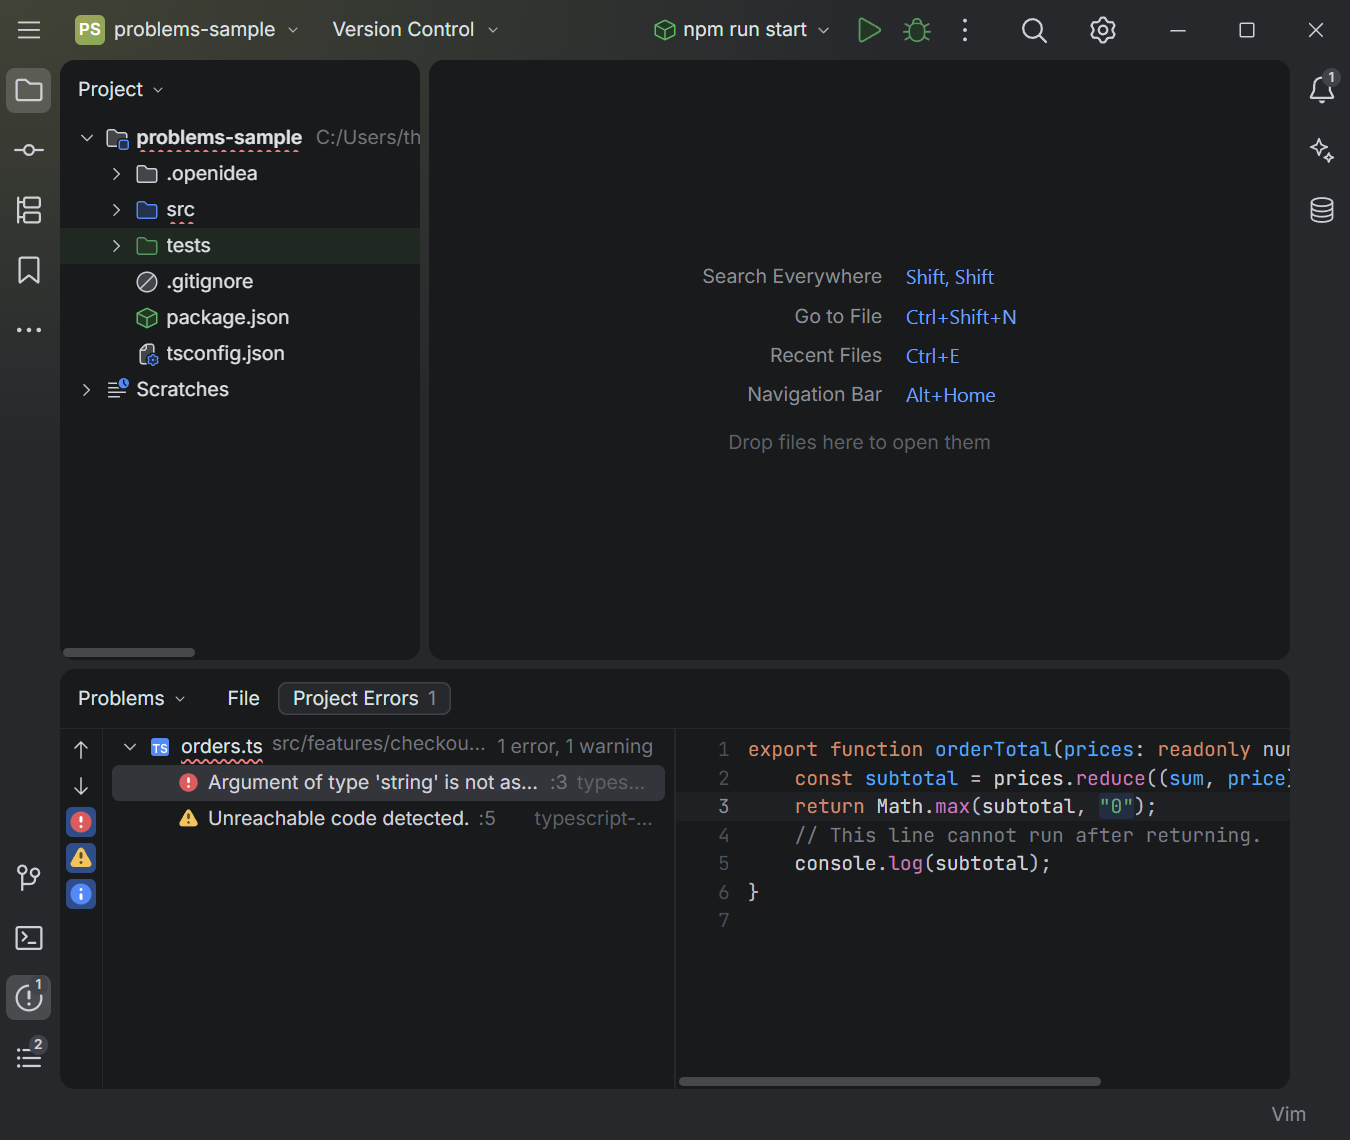 PS problems-sample Version Control npm run start
1
Project
problems-sample C:/Users/th
.openidea
src
tests
.gitignore
package.json
tsconfig.json
Scratches
Search Everywhere Shift, Shift
Go to File Ctrl+Shift+N
Recent Files Ctrl+E
Navigation Bar Alt+Home
Drop files here to open them
Problems File Project Errors 1
TS orders.ts src/features/checkou... 1 error, 1 warning
Argument of type 'string' is not as... :3 types...
Unreachable code detected. :5 typescript-...
1 export function orderTotal(prices: readonly num
2 const subtotal = prices.reduce((sum, price)
3 return Math.max(subtotal, "0");
4 // This line cannot run after returning.
5 console.log(subtotal);
6 }
7
1
2
Vim